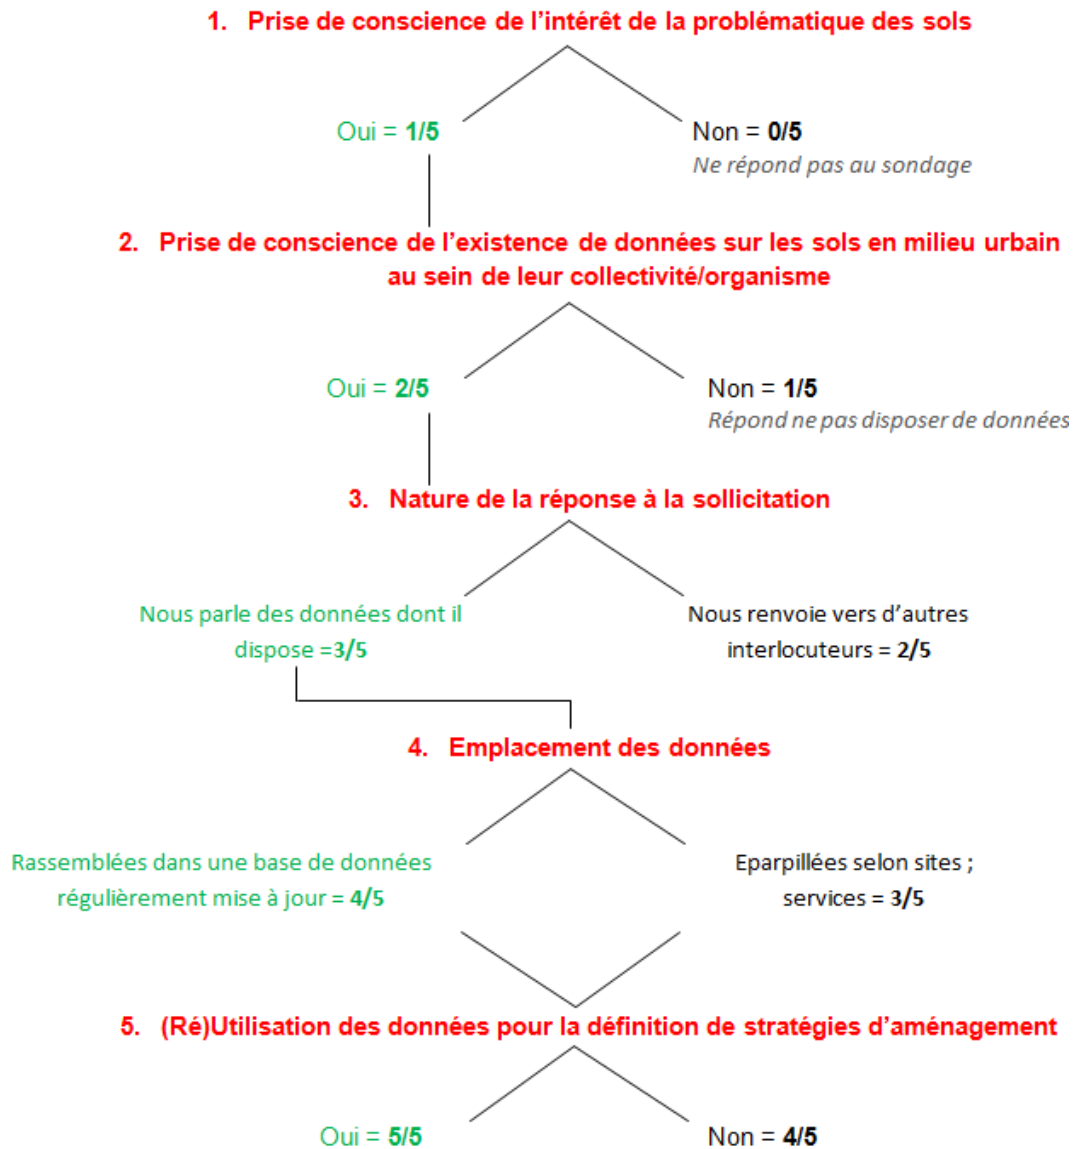 1. Prise de conscience de l’intérêt de la problématique des sols
Oui = 1/5
Non = 0/5
Ne répond pas au sondage
2. Prise de conscience de l’existence de données sur les sols en milieu urbain
au sein de leur collectivité/organisme
Oui = 2/5
Non = 1/5
Répond ne pas disposer de données
3. Nature de la réponse à la sollicitation
Nous parle des données dont il
dispose =3/5
Nous renvoie vers d’autres
interlocuteurs = 2/5
4. Emplacement des données
Rassemblées dans une base de données
régulièrement mise à jour = 4/5
Eparpillées selon sites ;
services = 3/5
5. (Ré)Utilisation des données pour la définition de stratégies d’aménagement
Oui = 5/5
Non = 4/5